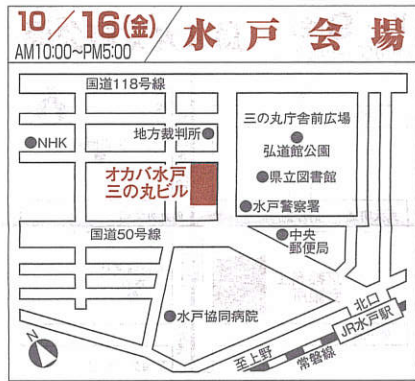 10/16(金)
AM10:00~PM5:00
水戸会場
国道118号線
三の丸庁舎前広場
地方裁判所
NHK
弘道館公園
オカバ水戸
三の丸ビル
県立図書館
水戸警察署
国道50号線
中央
郵便局
北口
水戸協同病院
JR水戸駅
至上野
常磐線
N